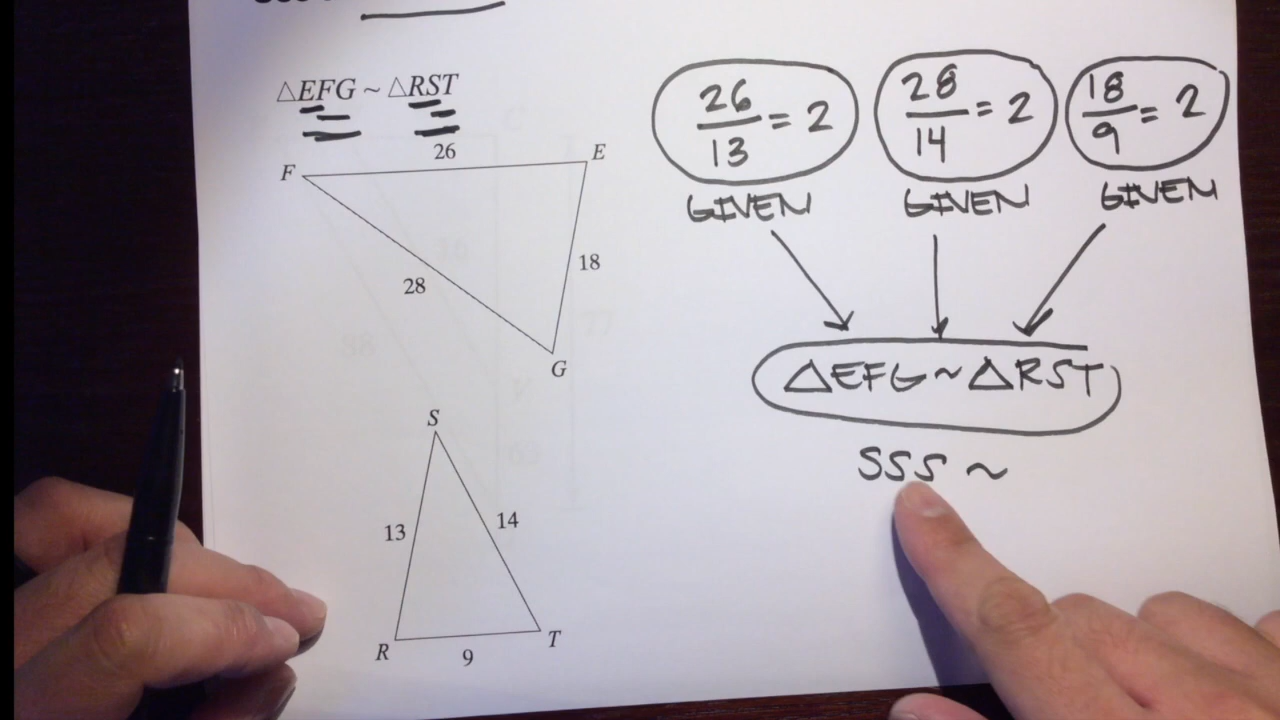 △EFG ~ △RST
26
F
E
18
28
G
S
13
14
R
T
9
26/13 = 2
28/14 = 2
18/9 = 2
GIVEN
GIVEN
GIVEN
△EFG ~ △RST
SSS ~